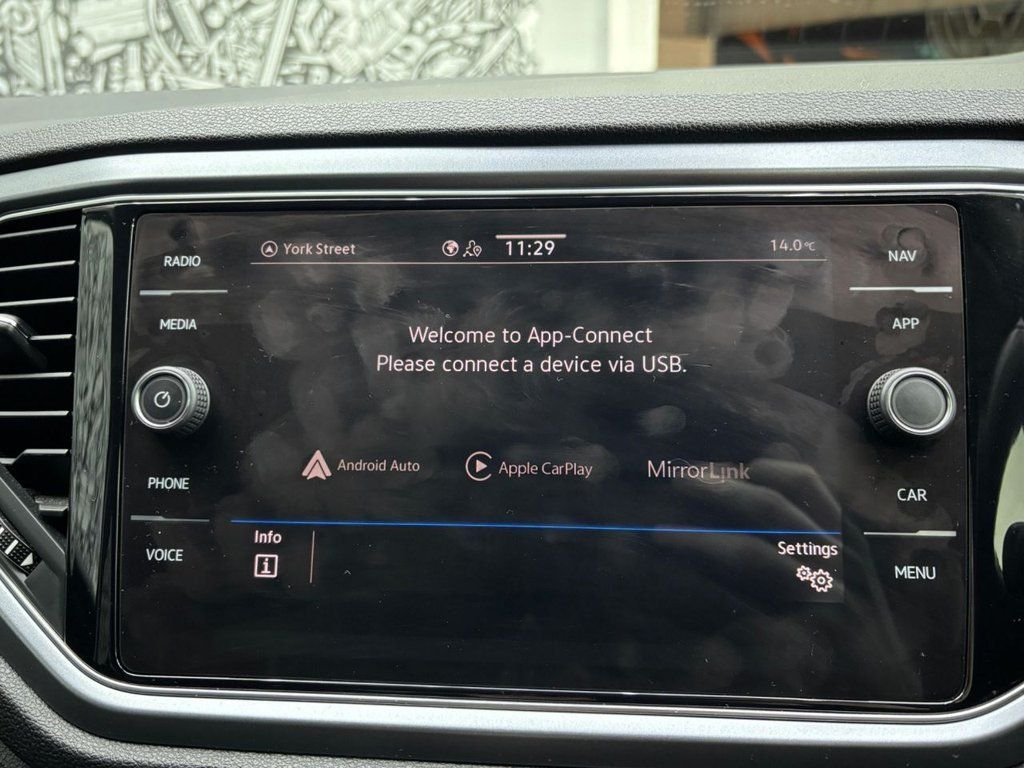 RADIO
MEDIA
PHONE
VOICE
York Street
11:29
14.0°C
Welcome to App-Connect
Please connect a device via USB.
Android Auto
Apple CarPlay
MirrorLink
Info
i
Settings
NAV
APP
CAR
MENU